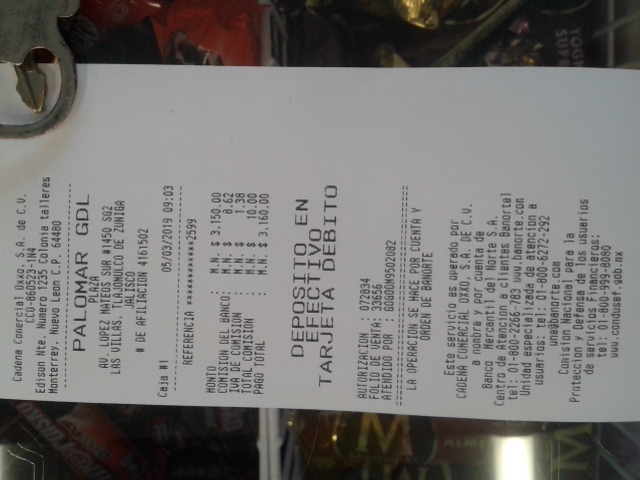 Cadena Comercial Oxxo, S.A. de C.V.
CCO-860523-1N4
Edison Nte. Numero 1235 Colonia talleres
Monterrey, Nuevo Leon C.P. 64480
PALOMAR GDL
PLAZA
AV. LOPEZ MATEOS SUR #1450 SG2
LAS VILLAS, TLAJOMULCO DE ZUNIGA
JALISCO
# DE AFILIACION 4161502
Caja #1 05/03/2019 09:03
REFERENCIA ************2599
MONTO : M.N. $ 3,150.00
COMISION DEL BANCO: M.N. $ 8.62
IVA DE COMISION : M.N. $ 1.38
TOTAL COMISION : M.N. $ 10.00
PAGO TOTAL : M.N. $ 3,160.00
DEPOSITO EN
EFECTIVO
TARJETA DEBITO
AUTORIZACION : 072834
FOLIO DE VENTA: 33656
ATENDIDO POR :
LA OPERACION SE HACE POR CUENTA Y
ORDEN DE BANORTE
Este servicio es operado por
CADENA COMERCIAL OXXO, S.A. DE C.V.
a nombre y por cuenta de
Banco Mercantil del Norte S.A.
Centro de Atencion a clientes Banortel
tel: 01-800-2266-783 www.banorte.com
Unidad especializada de atencion a
usuarios: tel: 01-800-6272-292
une@banorte.com
Comision Nacional para la
Proteccion y Defensa de los usuarios
de servicios Financieros:
tel: 01-800-999-8080
www.condusef.gob.mx